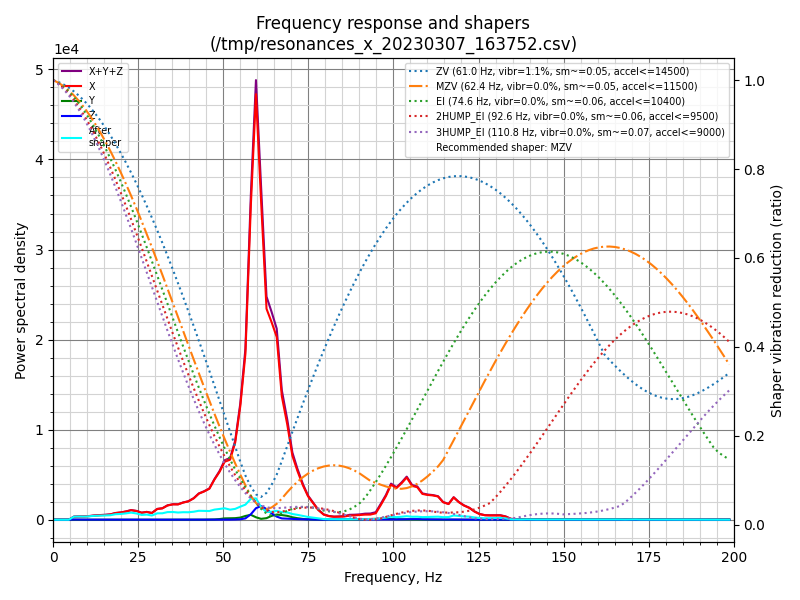 Frequency response and shapers
(/tmp/resonances_x_20230307_163752.csv)
1e4
X+Y+Z
X
Y
Z
After
shaper
ZV (61.0 Hz, vibr=1.1%, sm~=0.05, accel<=14500)
MZV (62.4 Hz, vibr=0.0%, sm~=0.05, accel<=11500)
EI (74.6 Hz, vibr=0.0%, sm~=0.06, accel<=10400)
2HUMP_EI (92.6 Hz, vibr=0.0%, sm~=0.06, accel<=9500)
3HUMP_EI (110.8 Hz, vibr=0.0%, sm~=0.07, accel<=9000)
Recommended shaper: MZV
5
4
3
2
1
0
Power spectral density
1.0
0.8
0.6
0.4
0.2
0.0
Shaper vibration reduction (ratio)
0 25 50 75 100 125 150 175 200
Frequency, Hz